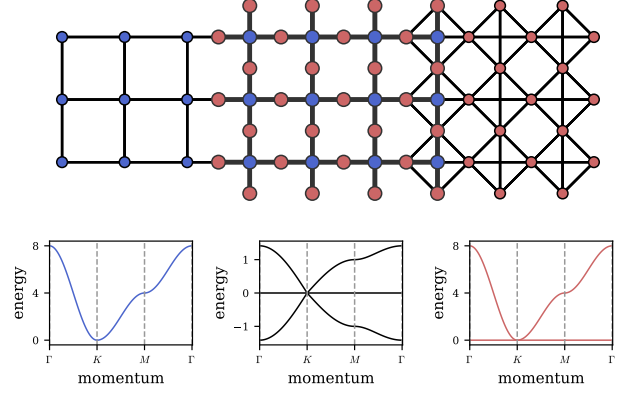 8
4
0
energy
Γ K M Γ
momentum
1
0
−1
energy
Γ K M Γ
momentum
8
4
0
energy
Γ K M Γ
momentum